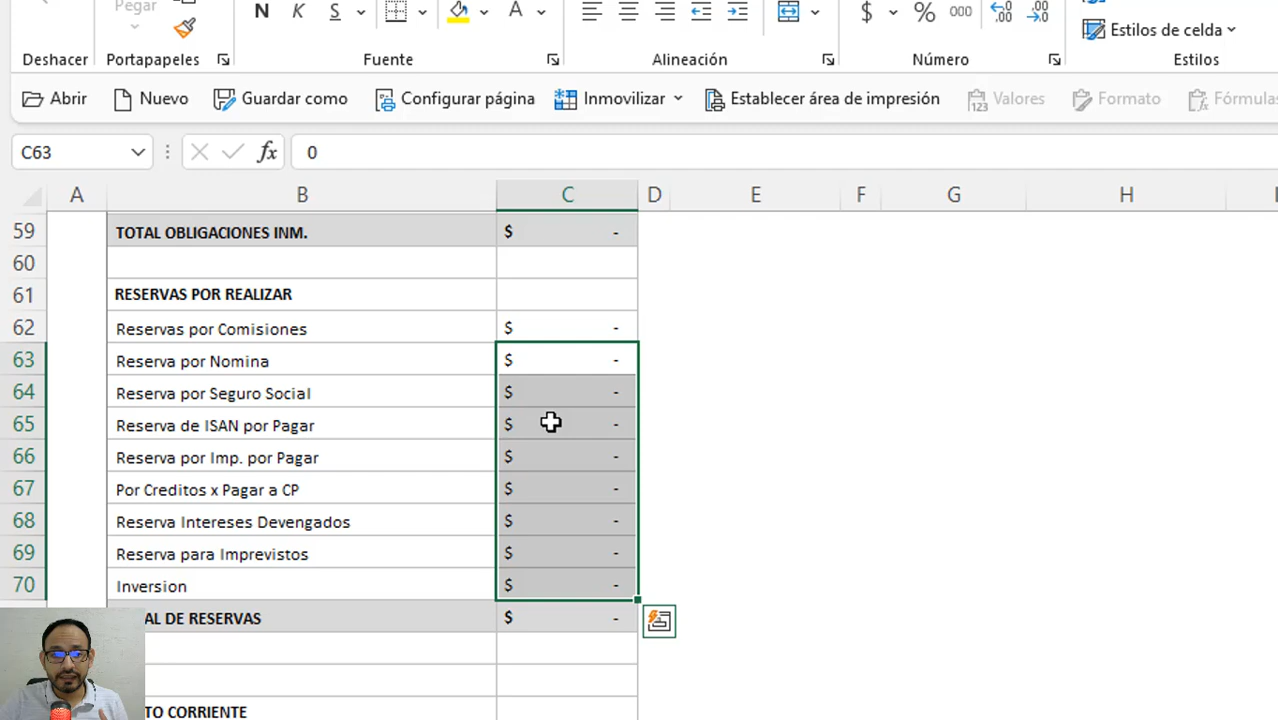 Pegar
N K S A $ % 000
Deshacer Portapapeles Fuente Alineación Número Estilos
Estilos de celda
Abrir Nuevo Guardar como Configurar página Inmovilizar Establecer área de impresión Valores Formato Fórmulas
C63 fx 0
A B C D E F G H
59 TOTAL OBLIGACIONES INM. $ -
60
61 RESERVAS POR REALIZAR
62 Reservas por Comisiones $ -
63 Reserva por Nomina $ -
64 Reserva por Seguro Social $ -
65 Reserva de ISAN por Pagar $ -
66 Reserva por Imp. por Pagar $ -
67 Por Creditos x Pagar a CP $ -
68 Reserva Intereses Devengados $ -
69 Reserva para Imprevistos $ -
70 Inversion $ -
AL DE RESERVAS $ -
TO CORRIENTE